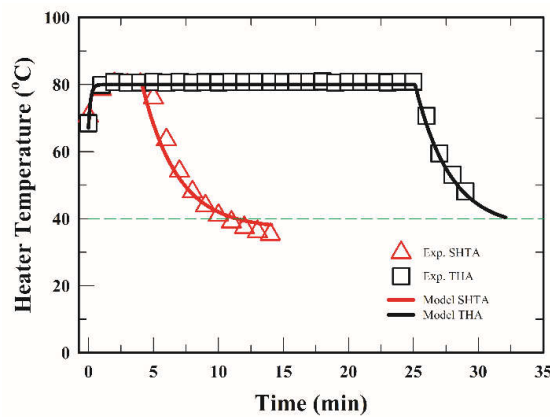 Heater Temperature (°C)
100
80
60
40
20
0
Exp. SHTA
Exp. THA
Model SHTA
Model THA
0 5 10 15 20 25 30 35
Time (min)